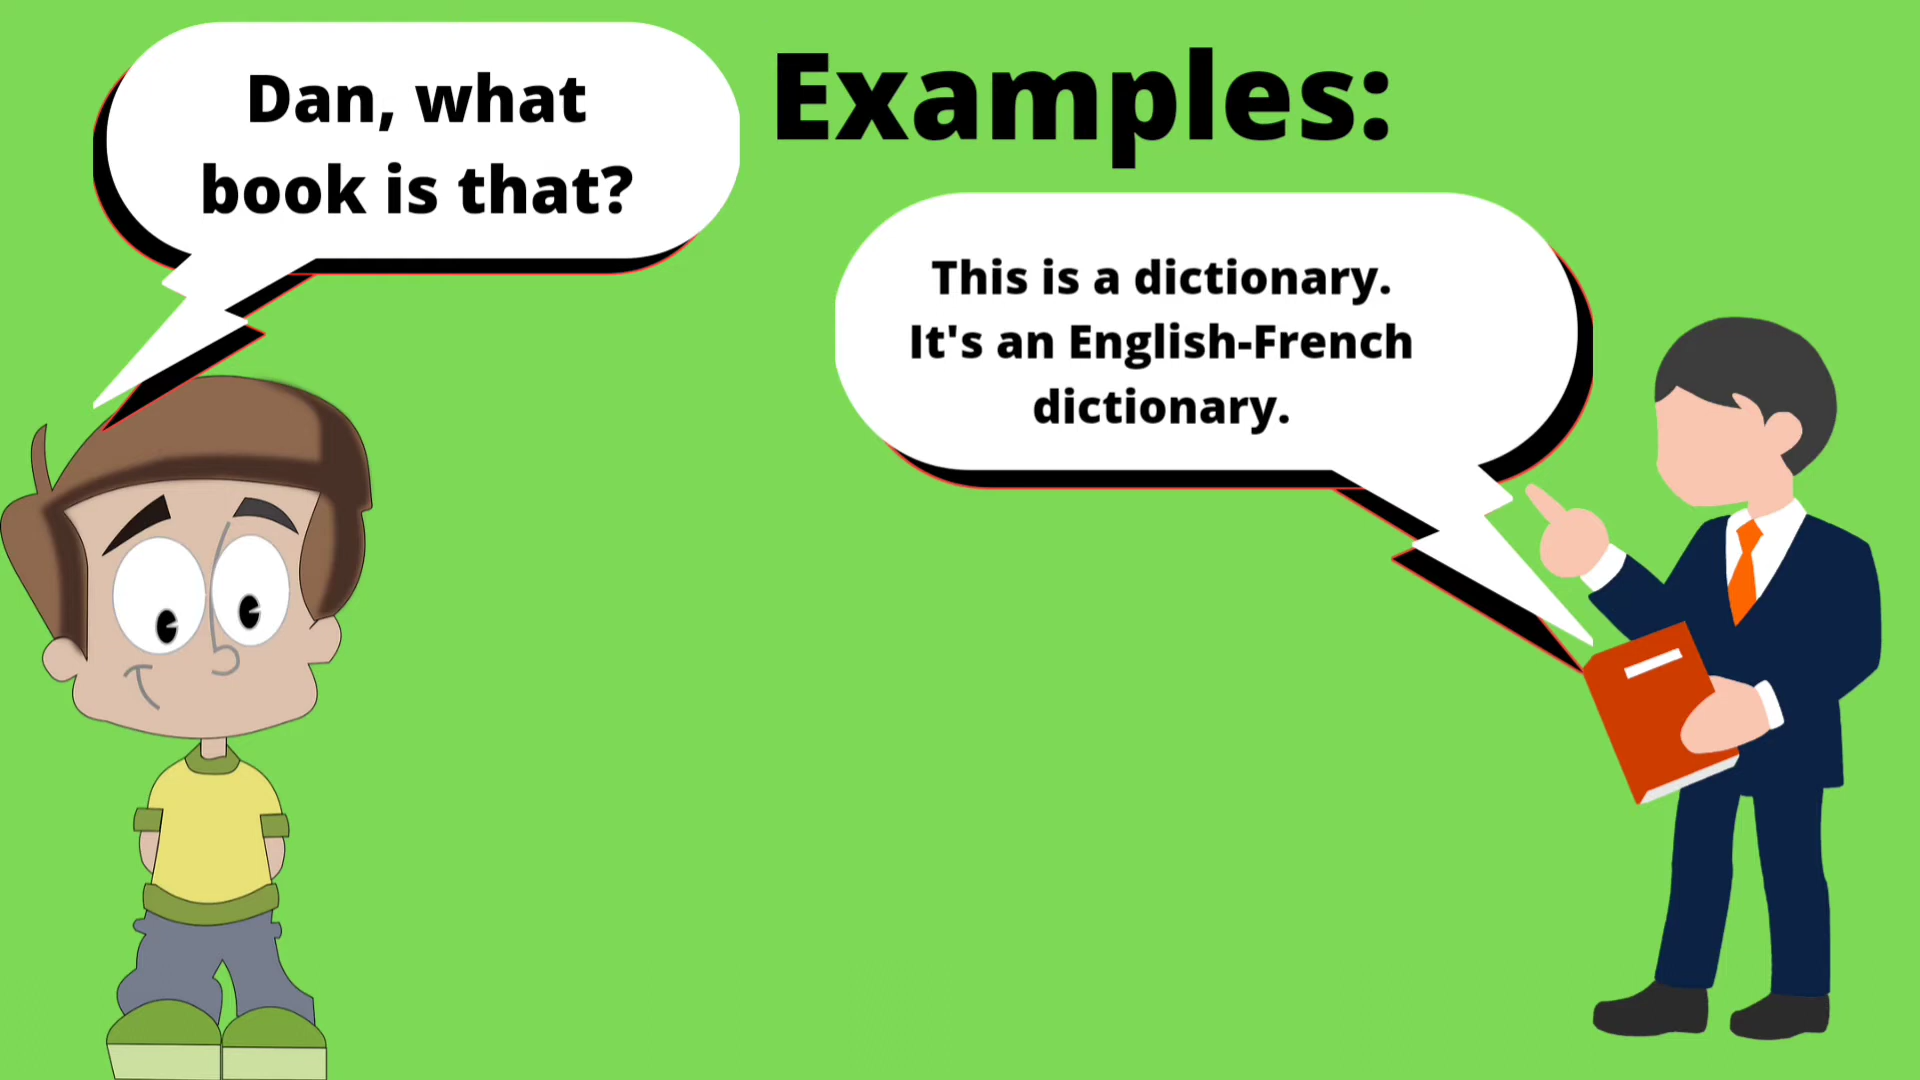 Dan, what
book is that?
Examples:
This is a dictionary.
It's an English-French
dictionary.